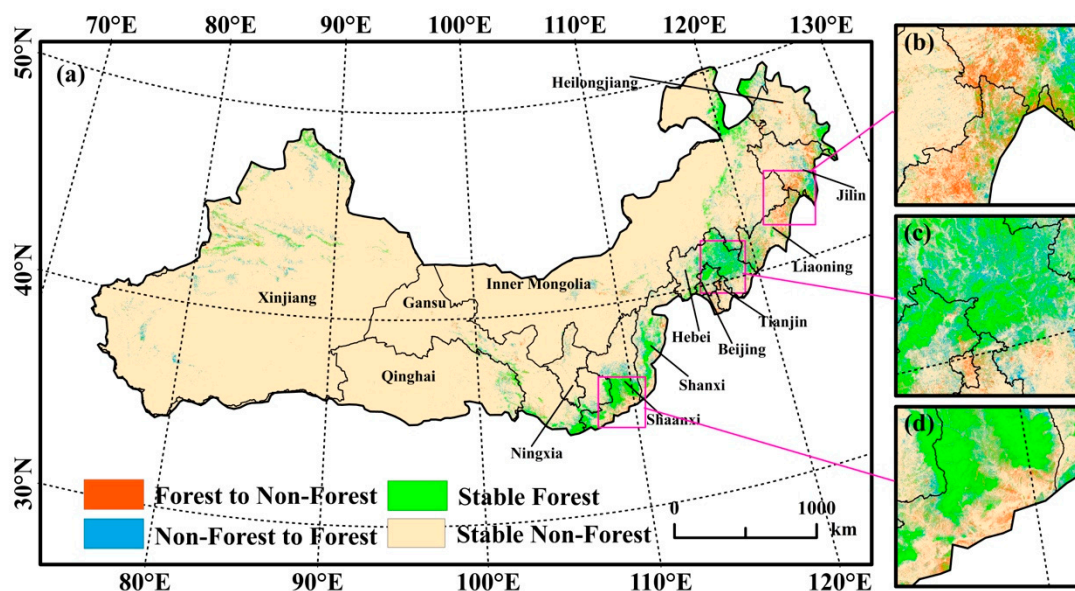 70°E 80°E 90°E 100°E 110°E 120°E 130°E
50°N
40°N
30°N
(a)
Heilongjiang
Jilin
Liaoning
Xinjiang
Gansu
Inner Mongolia
Tianjin
Hebei
Beijing
Qinghai
Shanxi
Shaanxi
Ningxia
Forest to Non-Forest
Stable Forest
Non-Forest to Forest
Stable Non-Forest
0 1000
km
80°E 90°E 100°E 110°E 120°E
(b)
(c)
(d)